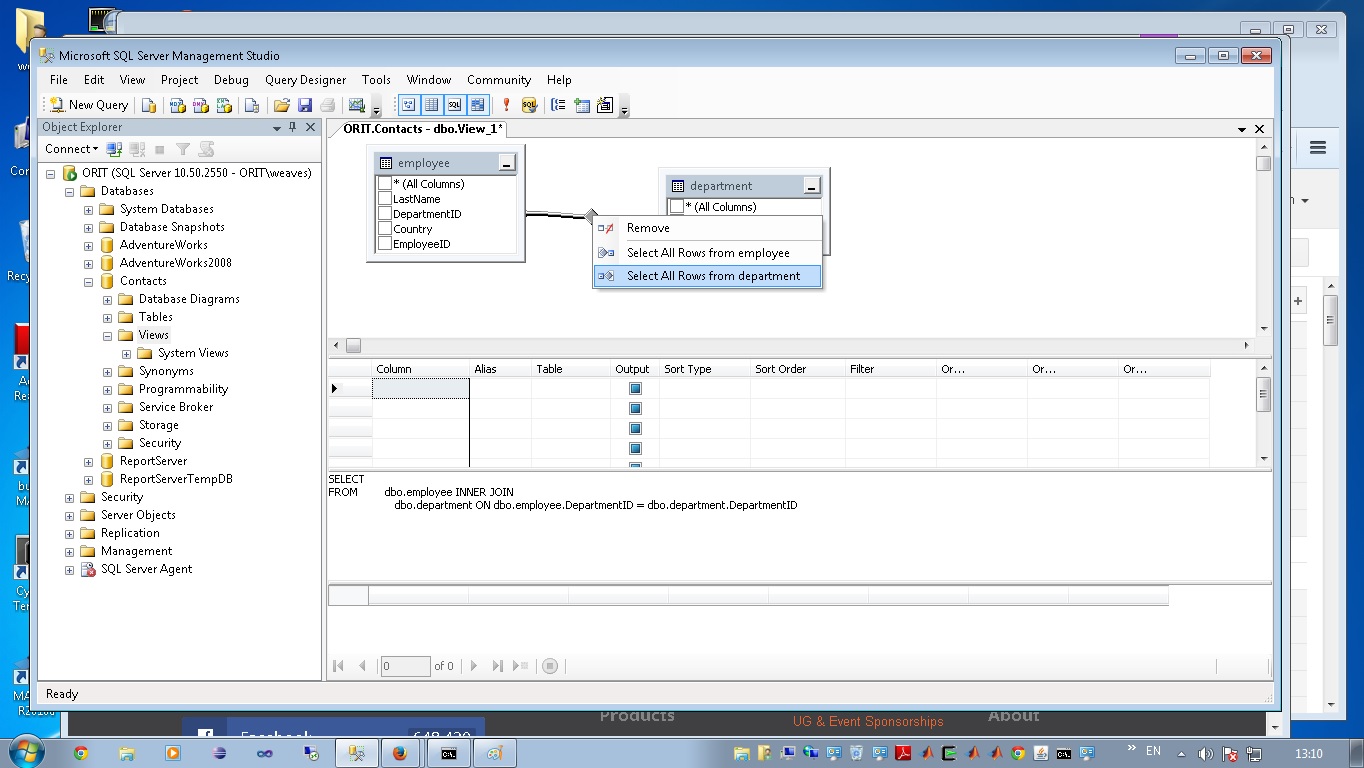 Microsoft SQL Server Management Studio
File Edit View Project Debug Query Designer Tools Window Community Help
New Query
Object Explorer
Connect
ORIT (SQL Server 10.50.2550 - ORIT\weaves)
Databases
System Databases
Database Snapshots
AdventureWorks
AdventureWorks2008
Contacts
Database Diagrams
Tables
Views
System Views
Synonyms
Programmability
Service Broker
Storage
Security
ReportServer
ReportServerTempDB
Security
Server Objects
Replication
Management
SQL Server Agent
ORIT.Contacts - dbo.View_1*
employee
* (All Columns)
LastName
DepartmentID
Country
EmployeeID
department
* (All Columns)
Remove
Select All Rows from employee
Select All Rows from department
Column Alias Table Output Sort Type Sort Order Filter Or... Or... Or...
SELECT
FROM dbo.employee INNER JOIN
dbo.department ON dbo.employee.DepartmentID = dbo.department.DepartmentID
0 of 0
Ready
Products
UG & Event Sponsorships
About
Facebook
EN
13:10